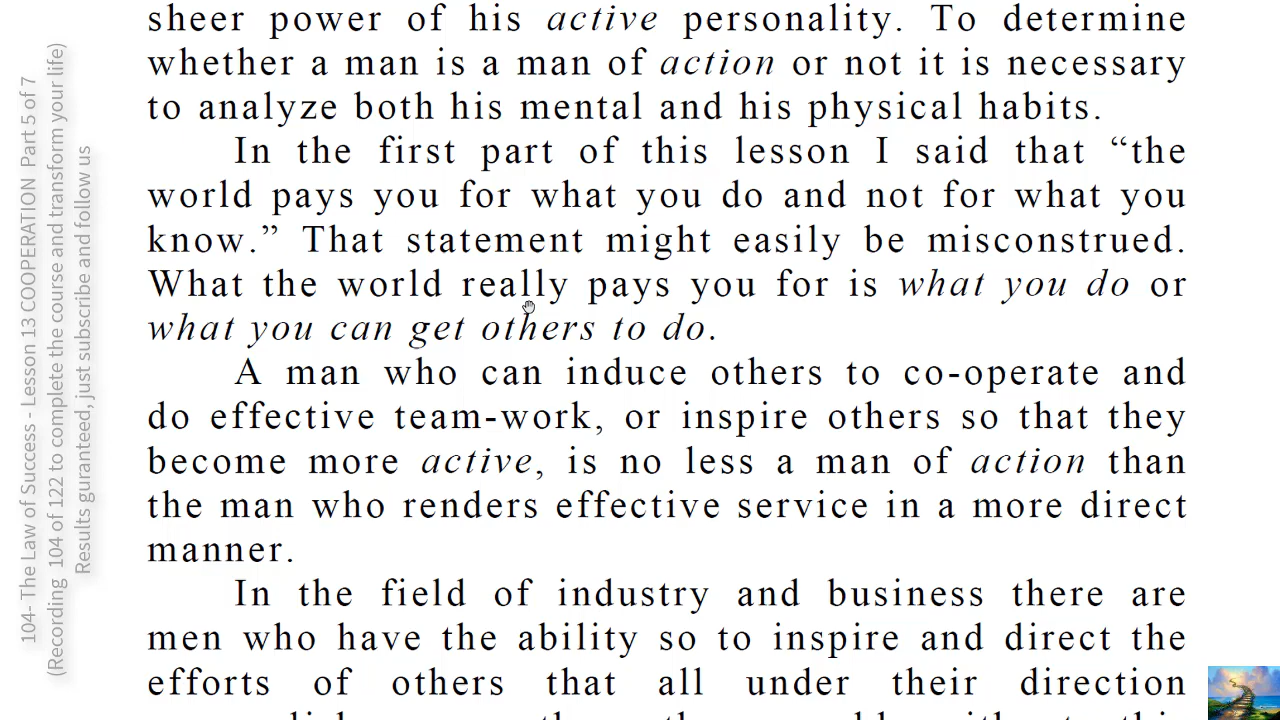 sheer power of his active personality. To determine
whether a man is a man of action or not it is necessary
to analyze both his mental and his physical habits.
In the first part of this lesson I said that “the
world pays you for what you do and not for what you
know.” That statement might easily be misconstrued.
What the world really pays you for is what you do or
what you can get others to do.
A man who can induce others to co-operate and
do effective team-work, or inspire others so that they
become more active, is no less a man of action than
the man who renders effective service in a more direct
manner.
In the field of industry and business there are
men who have the ability so to inspire and direct the
efforts of others that all under their direction
104- The Law of Success - Lesson 13 COOPERATION Part 5 of 7
(Recording 104 of 122 to complete the course and transform your life)
Results guranteed, just subscribe and follow us